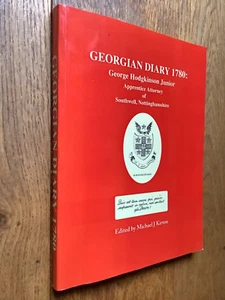 GEORGIAN DIARY 1780:
George Hodgkinson Junior
Apprentice Attorney
of
Southwell, Nottinghamshire
Edited by Michael J Kirton
GEORGIAN DIARY 1780